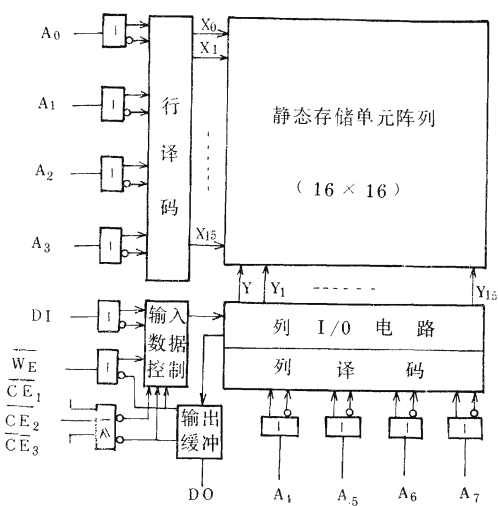 A0
X0
X1
A1
行
译
码
静态存储单元阵列
(16×16)
A2
A3
X15
Y
Y1
Y15
DI
输入
数据
控制
列 I/0 电路
列 译 码
WE
CE1
CE2
CE3
输出
缓冲
DO
A4
A5
A6
A7